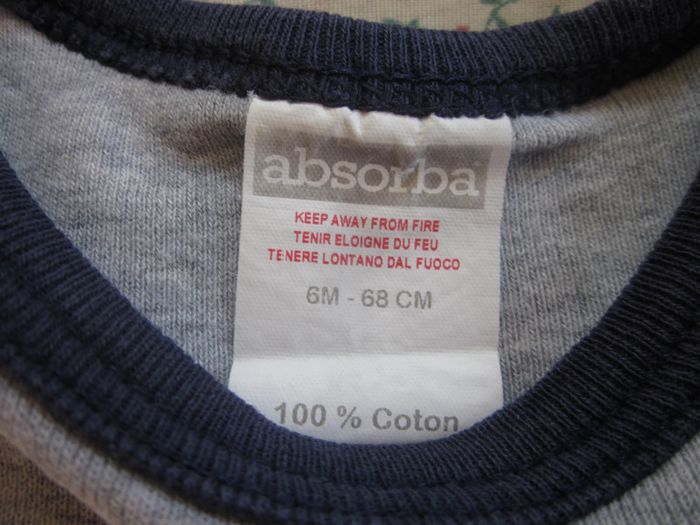 absorba
KEEP AWAY FROM FIRE
TENIR ELOIGNE DU FEU
TENERE LONTANO DAL FUOCO
6M - 68 CM
100 % Coton